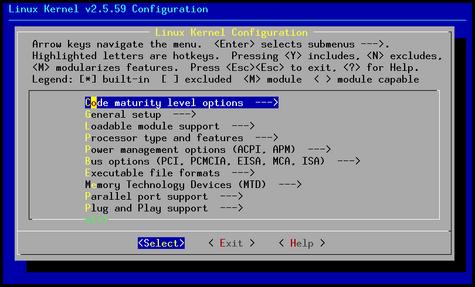 Linux Kernel v2.5.59 Configuration
Linux Kernel Configuration
Arrow keys navigate the menu. <Enter> selects submenus --->.
Highlighted letters are hotkeys. Pressing <Y> includes, <N> excludes,
<M> modularizes features. Press <Esc><Esc> to exit, <?> for Help.
Legend: [*] built-in [ ] excluded <M> module < > module capable
Code maturity level options --->
General setup --->
Loadable module support --->
Processor type and features --->
Power management options (ACPI, APM) --->
Bus options (PCI, PCMCIA, EISA, MCA, ISA) --->
Executable file formats --->
Memory Technology Devices (MTD) --->
Parallel port support --->
Plug and Play support --->
<Select> < Exit > < Help >